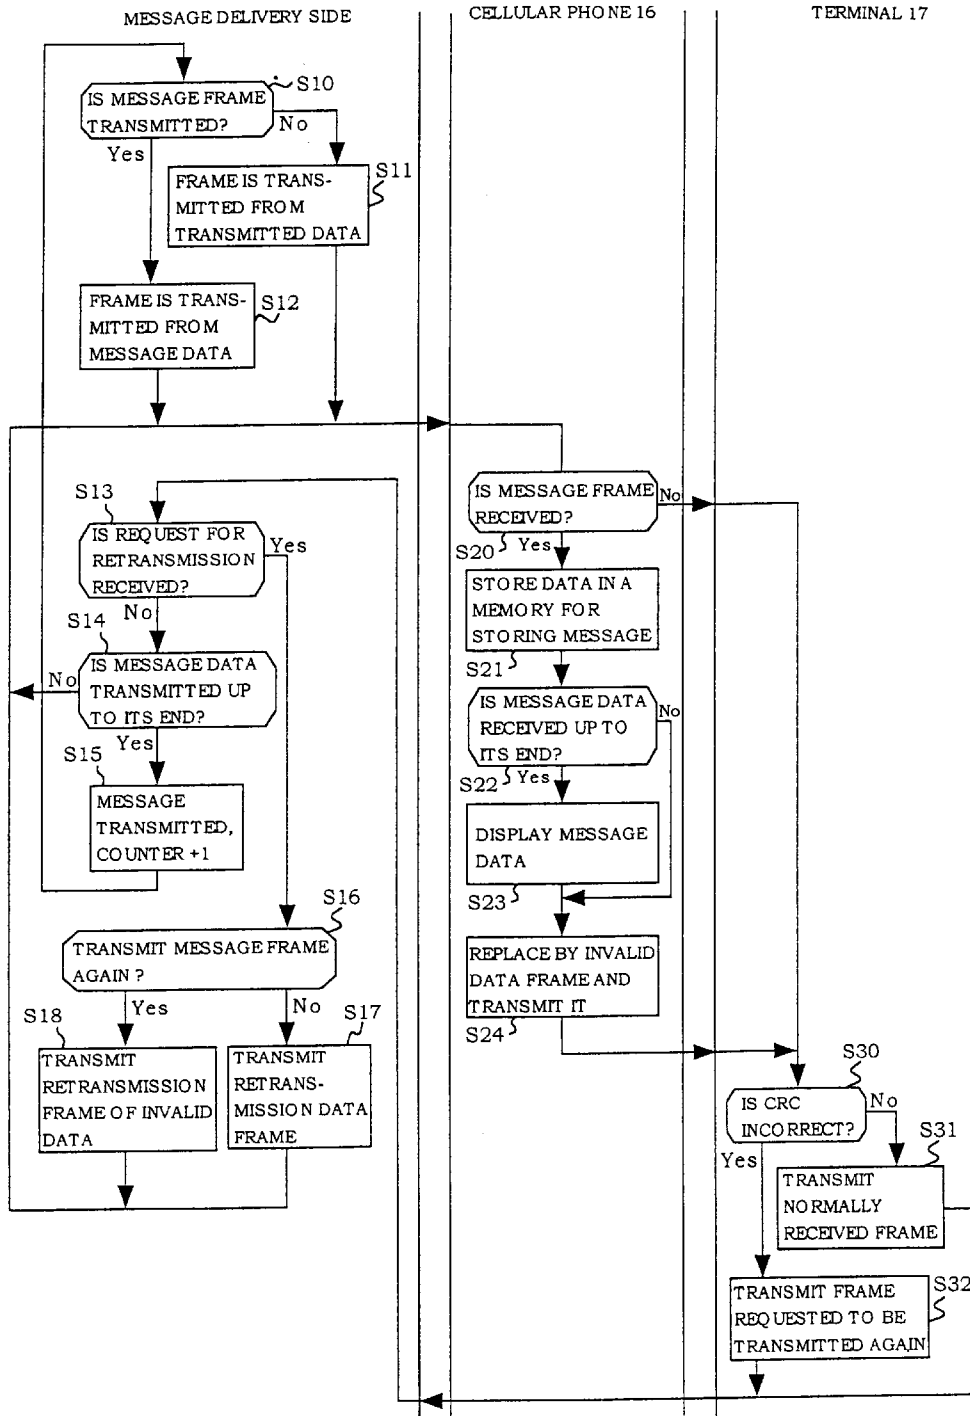 MESSAGE DELIVERY SIDE
CELLULAR PHONE 16
TERMINAL 17
S10
IS MESSAGE FRAME
TRANSMITTED?
No
Yes
S11
FRAME IS TRANS-
MITTED FROM
TRANSMITTED DATA
S12
FRAME IS TRANS-
MITTED FROM
MESSAGE DATA
S13
IS REQUEST FOR
RETRANSMISSION
RECEIVED?
Yes
No
S14
IS MESSAGE DATA
TRANSMITTED UP
TO ITS END?
No
Yes
S15
MESSAGE
TRANSMITTED,
COUNTER +1
S16
TRANSMIT MESSAGE FRAME
AGAIN ?
Yes
No
S18
TRANSMIT
RETRANSMISSION
FRAME OF INVALID
DATA
S17
TRANSMIT
RETRANS-
MISSION DATA
FRAME
IS MESSAGE FRAME
RECEIVED?
No
S20
Yes
STORE DATA IN A
MEMORY FOR
STORING MESSAGE
S21
IS MESSAGE DATA
RECEIVED UP TO
ITS END?
No
S22
Yes
DISPLAY MESSAGE
DATA
S23
REPLACE BY INVALID
DATA FRAME AND
TRANSMIT IT
S24
S30
IS CRC
INCORRECT?
No
Yes
S31
TRANSMIT
NORMALLY
RECEIVED FRAME
S32
TRANSMIT FRAME
REQUESTED TO BE
TRANSMITTED AGAIN